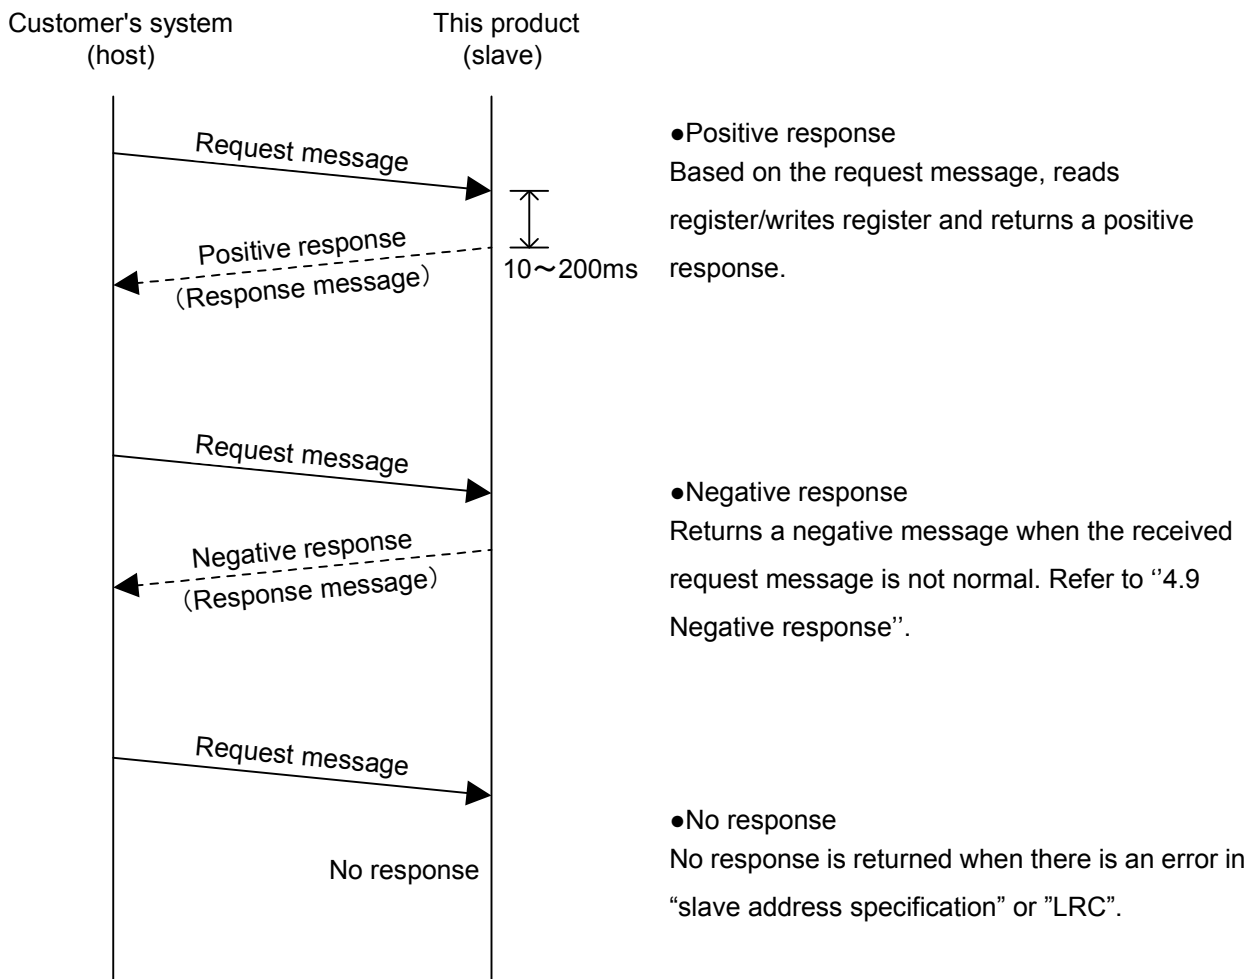 Customer's system
(host)
This product
(slave)
Request message
Positive response
（Response message）
10～200ms
●Positive response
Based on the request message, reads
register/writes register and returns a positive
response.
Request message
Negative response
（Response message）
●Negative response
Returns a negative message when the received
request message is not normal. Refer to ‘’4.9
Negative response’’.
Request message
No response
●No response
No response is returned when there is an error in
“slave address specification” or ”LRC”.